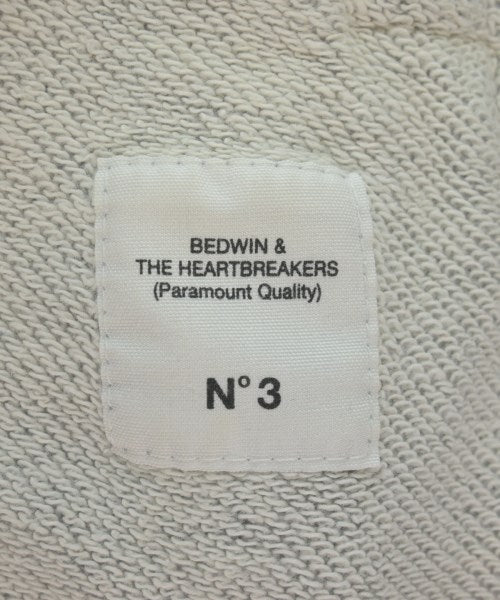 BEDWIN &
THE HEARTBREAKERS
(Paramount Quality)
N° 3